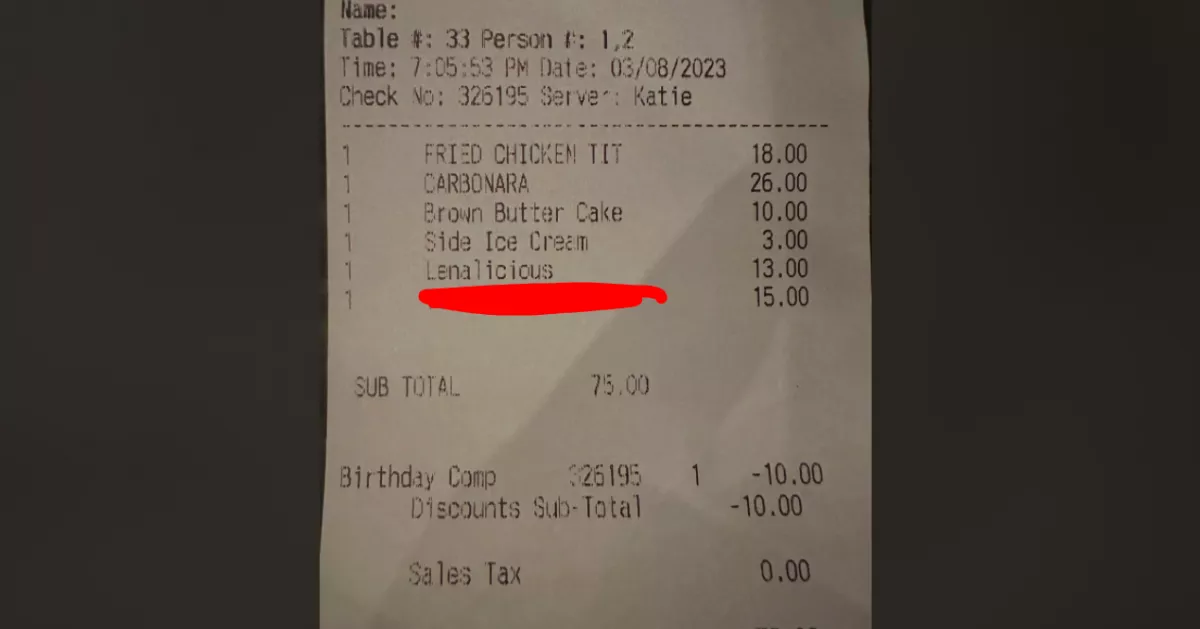 Name:
Table #: 33 Person #: 1,2
Time: 7:05:53 PM Date: 03/08/2023
Check No: 326195 Server: Katie
1 FRIED CHICKEN TIT 18.00
1 CARBONARA 26.00
1 Brown Butter Cake 10.00
1 Side Ice Cream 3.00
1 Lenalicious 13.00
1 15.00
SUB TOTAL 75.00
Birthday Comp 326195 1 -10.00
Discounts Sub-Total -10.00
Sales Tax 0.00